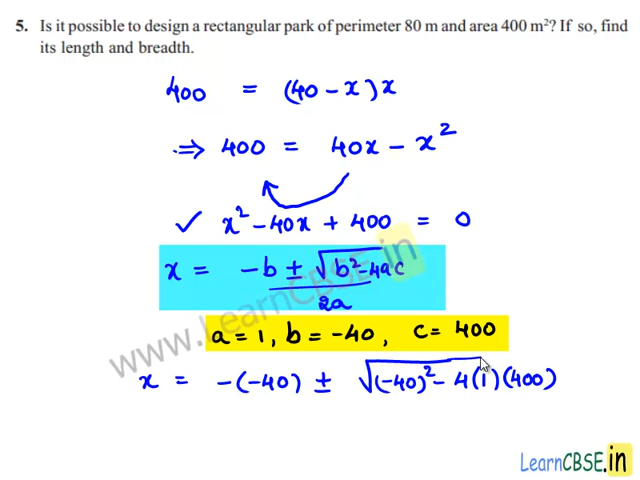 5. Is it possible to design a rectangular park of perimeter 80 m and area 400 m²? If so, find
its length and breadth.
400 = (40 - x) x
⇒ 400 = 40x - x²
✓ x² - 40x + 400 = 0
x = -b ± √b² - 4ac
2a
a = 1, b = -40, c = 400
www.LearnCBSE.in
x = -(-40) ± √(-40)² - 4(1)(400)
LearnCBSE.in